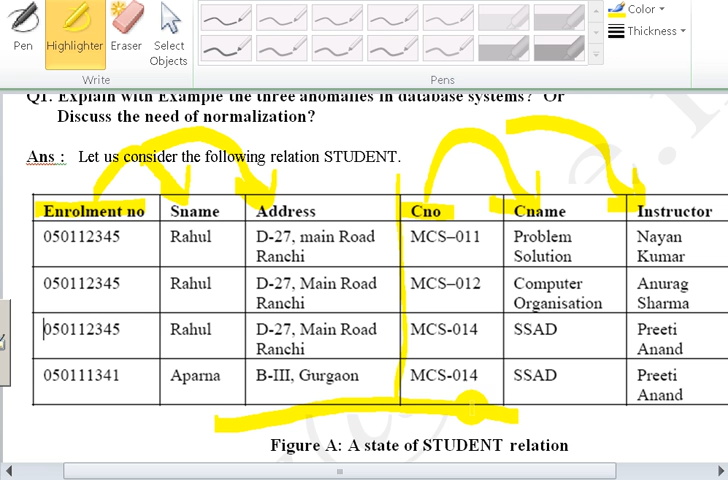 Color
Thickness
Pen Highlighter Eraser Select
Objects
Write Pens
Q1. Explain with Example the three anomalies in database systems? Or
Discuss the need of normalization?
Ans : Let us consider the following relation STUDENT.
Enrolment no Sname Address Cno Cname Instructor
050112345 Rahul D-27, main Road MCS–011 Problem Nayan
Ranchi Solution Kumar
050112345 Rahul D-27, Main Road MCS–012 Computer Anurag
Ranchi Organisation Sharma
050112345 Rahul D-27, Main Road MCS-014 SSAD Preeti
Ranchi Anand
050111341 Aparna B-III, Gurgaon MCS-014 SSAD Preeti
Anand
Figure A: A state of STUDENT relation